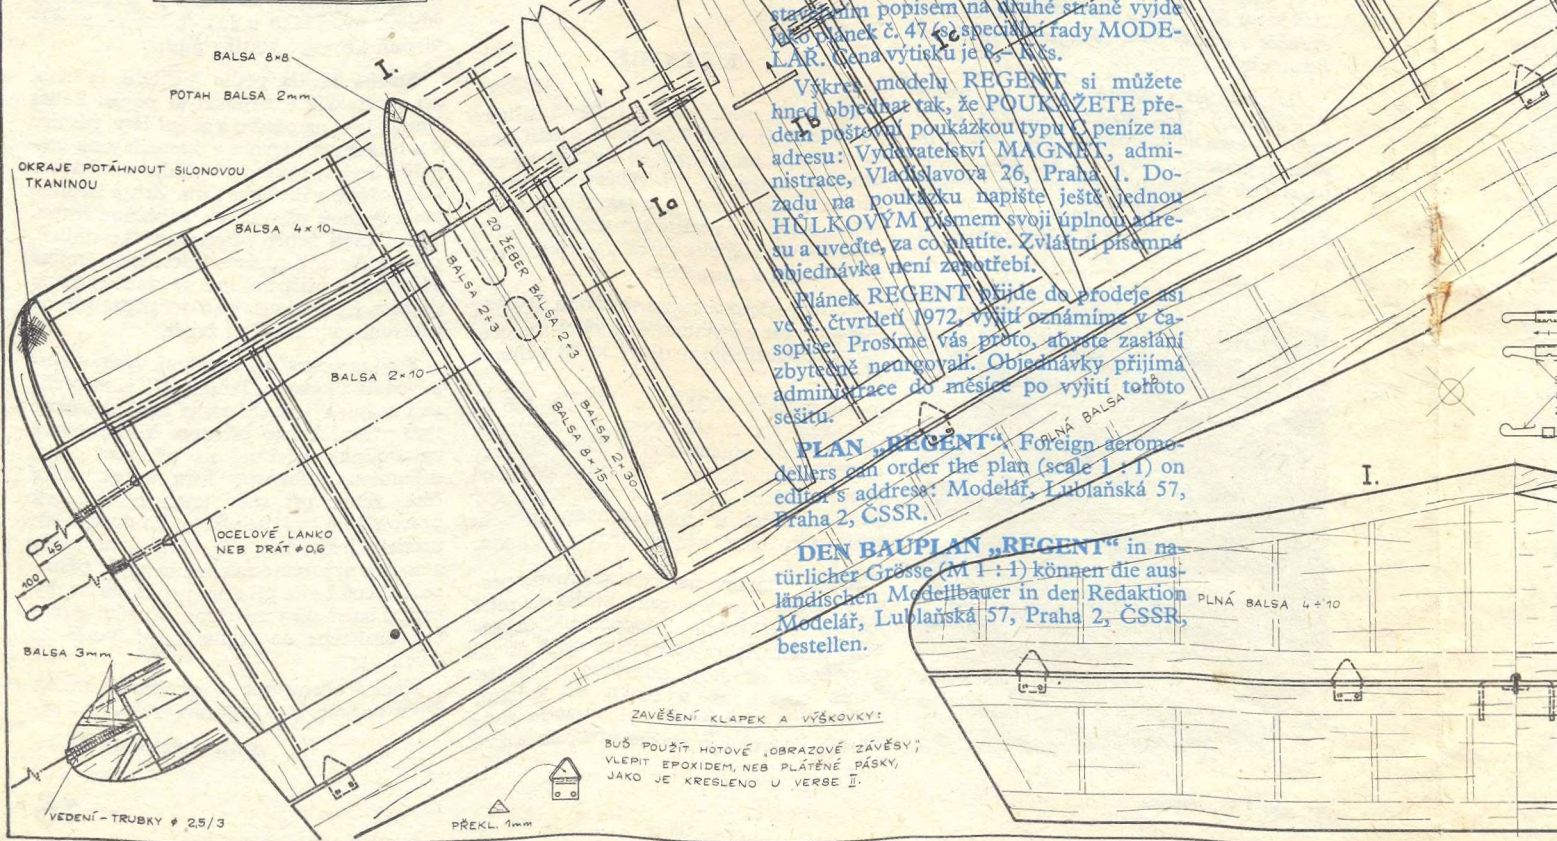 BALSA 8×8
POTAH BALSA 2mm
I.
OKRAJE POTÁHNOUT SILONOVOU
TKANINOU
BALSA 4×10
20 ŽEBER BALSA 2÷3
BALSA 2÷3
BALSA 2×10
BALSA 2×30
BALSA 8×15
Ia
Ib
Ic
OCELOVÉ LANKO
NEB DRÁT ϕ 0,6
45
100
BALSA 3mm
VEDENÍ – TRUBKY ϕ 2,5/3
PŘEKL. 1mm
ZAVĚŠENÍ KLAPEK A VÝŠKOVKY:
BUĎ POUŽÍT HOTOVÉ „OBRAZOVÉ ZÁVĚSY",
VLEPIT EPOXIDEM, NEB PLÁTĚNÉ PÁSKY,
JAKO JE KRESLENO U VERSE II.
stavebním popisem na druhé straně vyjde
jako plánek č. 47 (s) speciální řady MODE-
LÁŘ. Cena výtisku je 8,– Kčs.
Výkres modelu REGENT si můžete
hned objednat tak, že POUKÁŽETE pře-
dem poštovní poukázkou typu C peníze na
adresu: Vydavatelství MAGNET, admi-
nistrace, Vladislavova 26, Praha 1. Do-
zadu na poukázku napište ještě jednou
HŮLKOVÝM písmem svoji úplnou adre-
su a uveďte, za co platíte. Zvláštní písemná
objednávka není zapotřebí.
Plánek REGENT přijde do prodeje asi
ve 2. čtvrtletí 1972, vyjití oznámíme v ča-
sopise. Prosíme vás proto, abyste zaslání
zbytečně neurgovali. Objednávky přijímá
administrace do měsíce po vyjití tohoto
sešitu.
PLAN „REGENT“. Foreign aeromo-
dellers can order the plan (scale 1 : 1) on
editor's address: Modelář, Lublaňská 57,
Praha 2, ČSSR.
DEN BAUPLAN „REGENT“ in na-
türlicher Grösse (M 1 : 1) können die aus-
ländischen Modellbauer in der Redaktion
Modelář, Lublaňská 57, Praha 2, ČSSR,
bestellen.
PLNÁ BALSA 8
I.
PLNÁ BALSA 4÷10